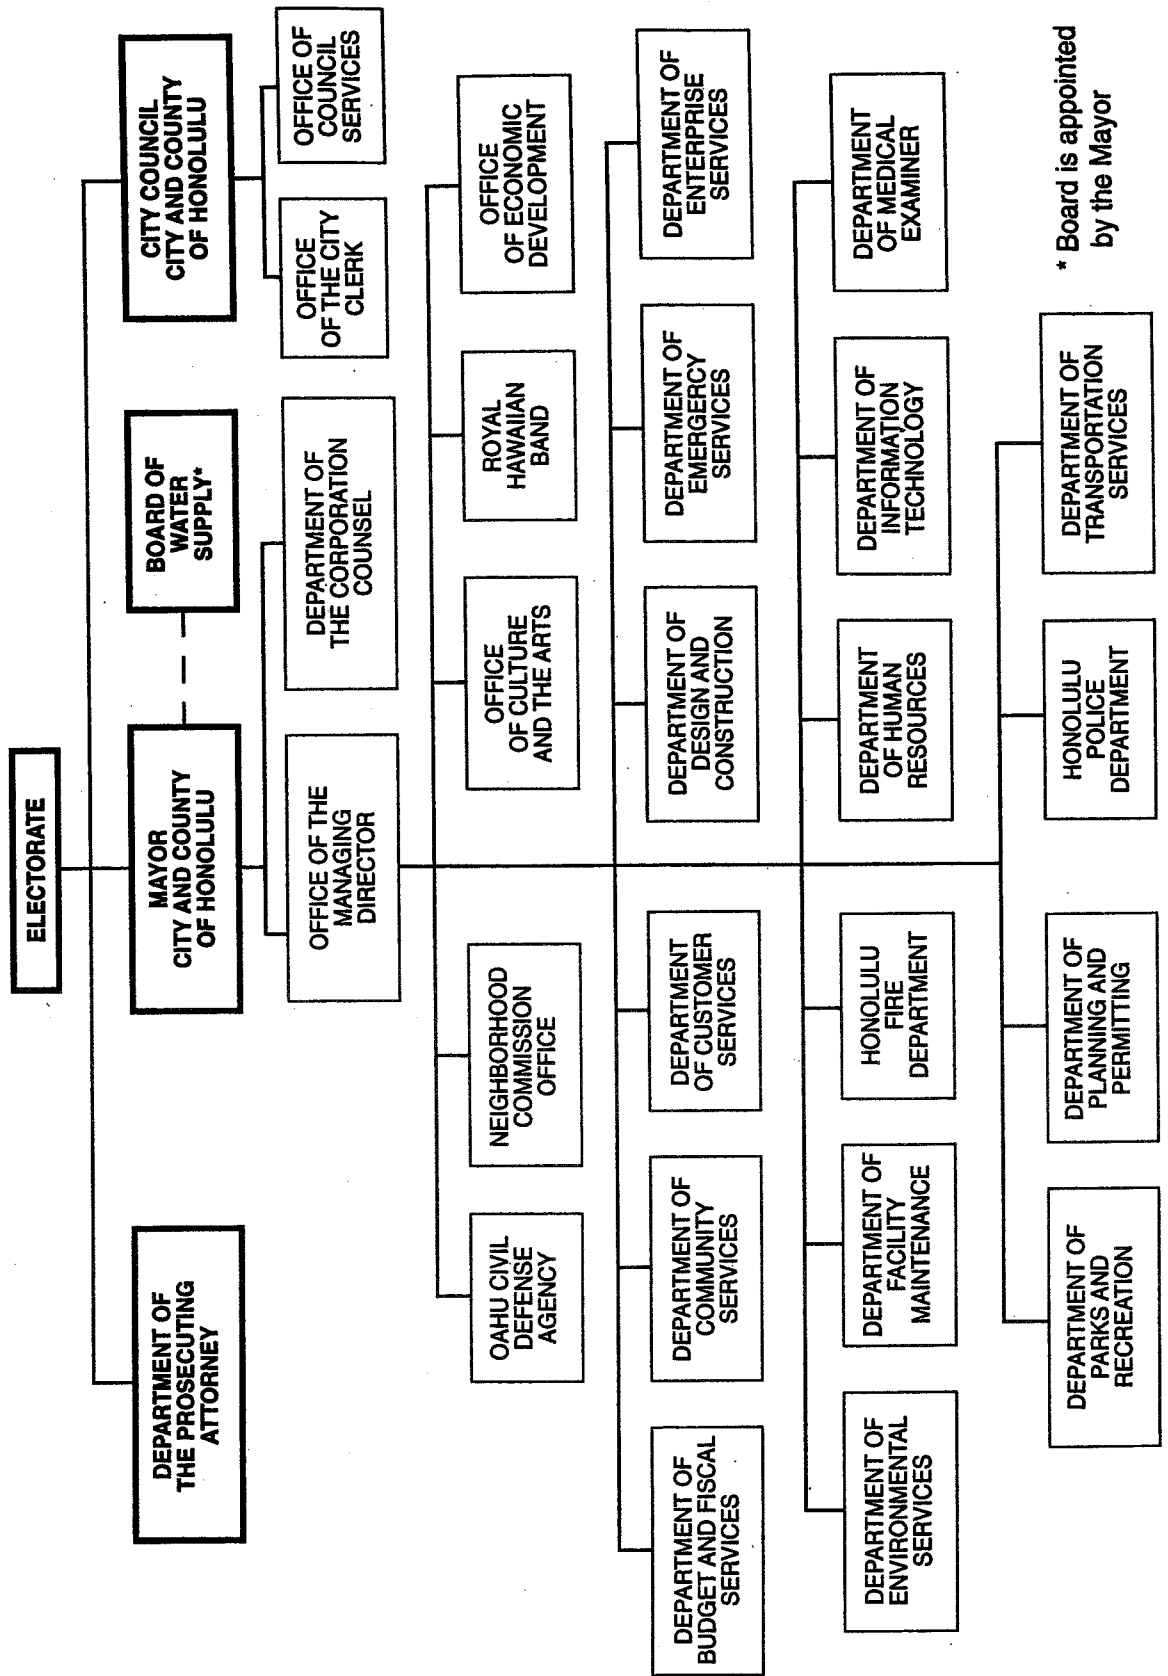 ELECTORATE
DEPARTMENT OF
THE PROSECUTING
ATTORNEY
MAYOR
CITY AND COUNTY
OF HONOLULU
BOARD OF
WATER
SUPPLY*
CITY COUNCIL
CITY AND COUNTY
OF HONOLULU
OFFICE OF THE
MANAGING
DIRECTOR
DEPARTMENT OF
THE CORPORATION
COUNSEL
OFFICE
OF THE CITY
CLERK
OFFICE OF
COUNCIL
SERVICES
OAHU CIVIL
DEFENSE
AGENCY
NEIGHBORHOOD
COMMISSION
OFFICE
OFFICE
OF CULTURE
AND THE ARTS
ROYAL
HAWAIIAN
BAND
OFFICE
OF ECONOMIC
DEVELOPMENT
DEPARTMENT OF
BUDGET AND FISCAL
SERVICES
DEPARTMENT OF
COMMUNITY
SERVICES
DEPARTMENT
OF CUSTOMER
SERVICES
DEPARTMENT OF
DESIGN AND
CONSTRUCTION
DEPARTMENT OF
EMERGENCY
SERVICES
DEPARTMENT OF
ENTERPRISE
SERVICES
DEPARTMENT OF
ENVIRONMENTAL
SERVICES
DEPARTMENT OF
FACILITY
MAINTENANCE
HONOLULU
FIRE
DEPARTMENT
DEPARTMENT
OF HUMAN
RESOURCES
DEPARTMENT OF
INFORMATION
TECHNOLOGY
DEPARTMENT
OF MEDICAL
EXAMINER
DEPARTMENT OF
PARKS AND
RECREATION
DEPARTMENT OF
PLANNING AND
PERMITTING
HONOLULU
POLICE
DEPARTMENT
DEPARTMENT OF
TRANSPORTATION
SERVICES
* Board is appointed
by the Mayor